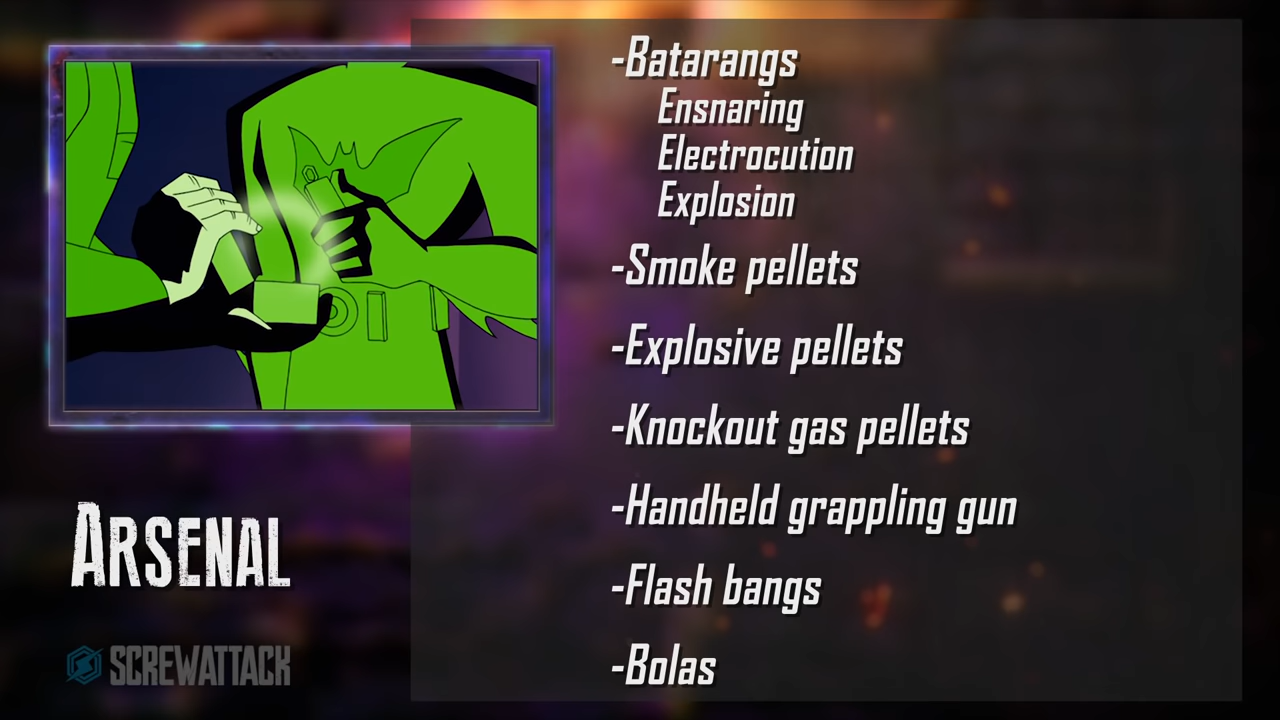 -Batarangs
Ensnaring
Electrocution
Explosion
-Smoke pellets
-Explosive pellets
-Knockout gas pellets
-Handheld grappling gun
-Flash bangs
-Bolas
Arsenal
SCREWATTACK